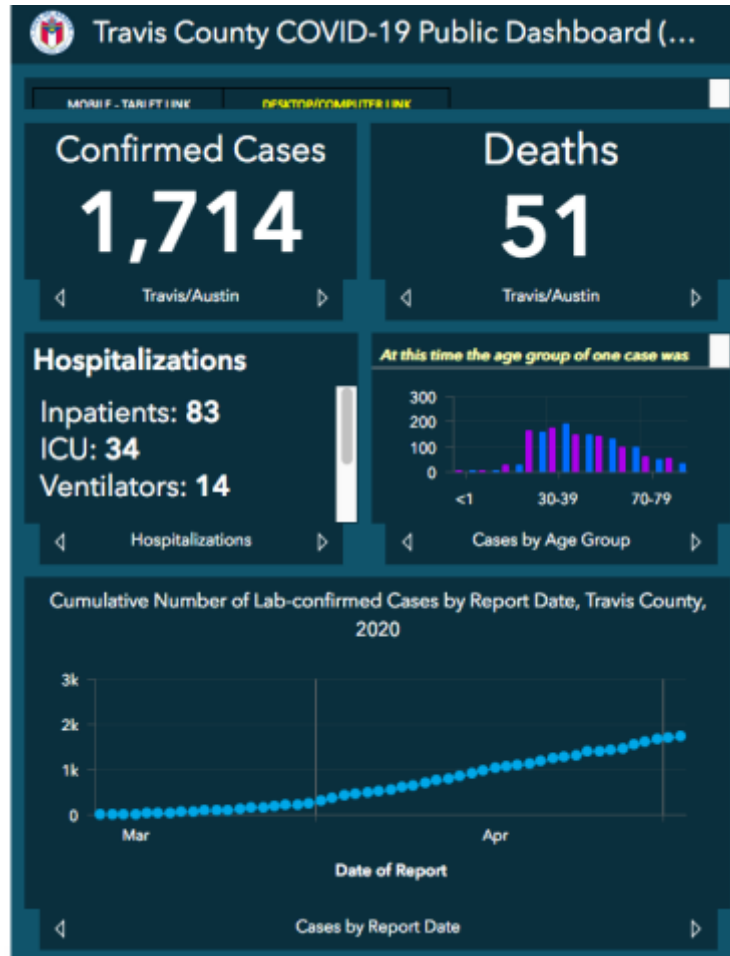 Travis County COVID-19 Public Dashboard (...
MOBILE - TABLET LINK
DESKTOP/COMPUTER LINK
Confirmed Cases
1,714
Travis/Austin
Deaths
51
Travis/Austin
Hospitalizations
Inpatients: 83
ICU: 34
Ventilators: 14
Hospitalizations
At this time the age group of one case was
300
200
100
0
<1 30-39 70-79
Cases by Age Group
Cumulative Number of Lab-confirmed Cases by Report Date, Travis County,
2020
3k
2k
1k
0
Mar Apr
Date of Report
Cases by Report Date